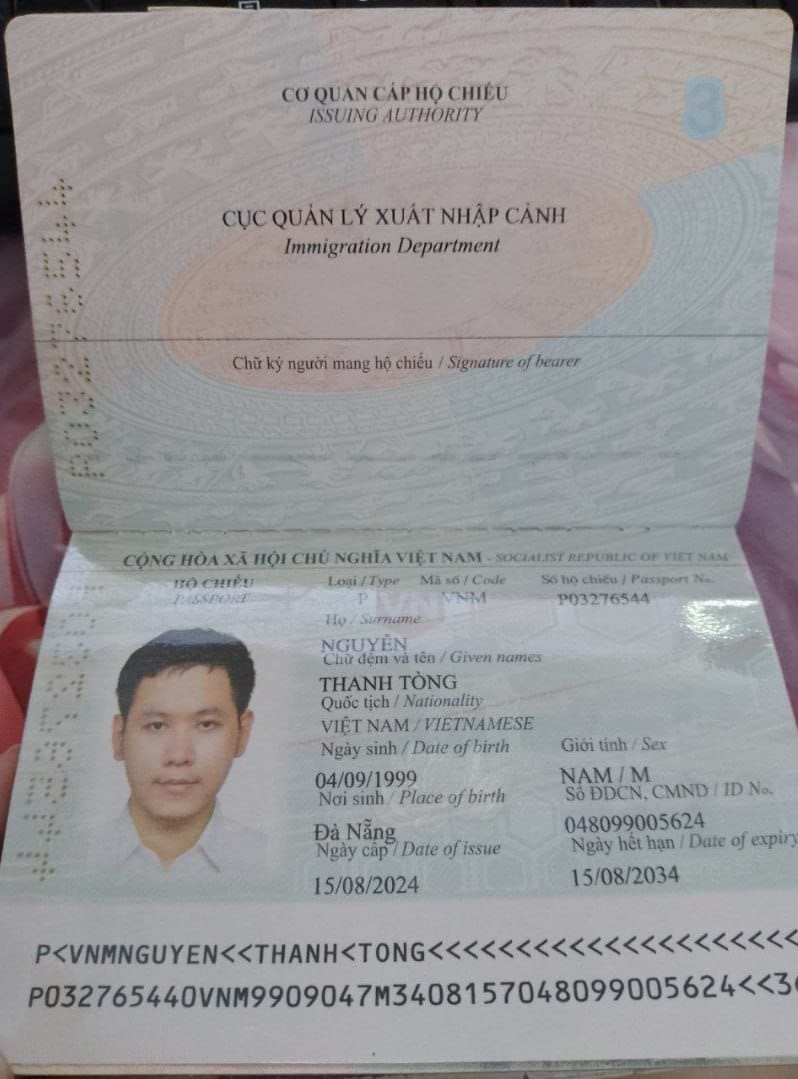 CƠ QUAN CẤP HỘ CHIẾU
ISSUING AUTHORITY
3
CỤC QUẢN LÝ XUẤT NHẬP CẢNH
Immigration Department
Chữ ký người mang hộ chiếu / Signature of bearer
P03276544
CỘNG HÒA XÃ HỘI CHỦ NGHĨA VIỆT NAM - SOCIALIST REPUBLIC OF VIET NAM
HỘ CHIẾU Loại / Type Mã số / Code Số hộ chiếu / Passport No.
PASSPORT P VNM P03276544
Họ / Surname
NGUYỄN
Chữ đệm và tên / Given names
THANH TÒNG
Quốc tịch / Nationality
VIỆT NAM / VIETNAMESE
Ngày sinh / Date of birth Giới tính / Sex
04/09/1999 NAM / M
Nơi sinh / Place of birth Số ĐDCN, CMND / ID No.
Đà Nẵng 048099005624
Ngày cấp / Date of issue Ngày hết hạn / Date of expiry
15/08/2024 15/08/2034
P<VNMNGUYEN<<THANH<TONG<<<<<<<<<<<<<<<<<<<<<
P032765440VNM9909047M3408157048099005624<<3